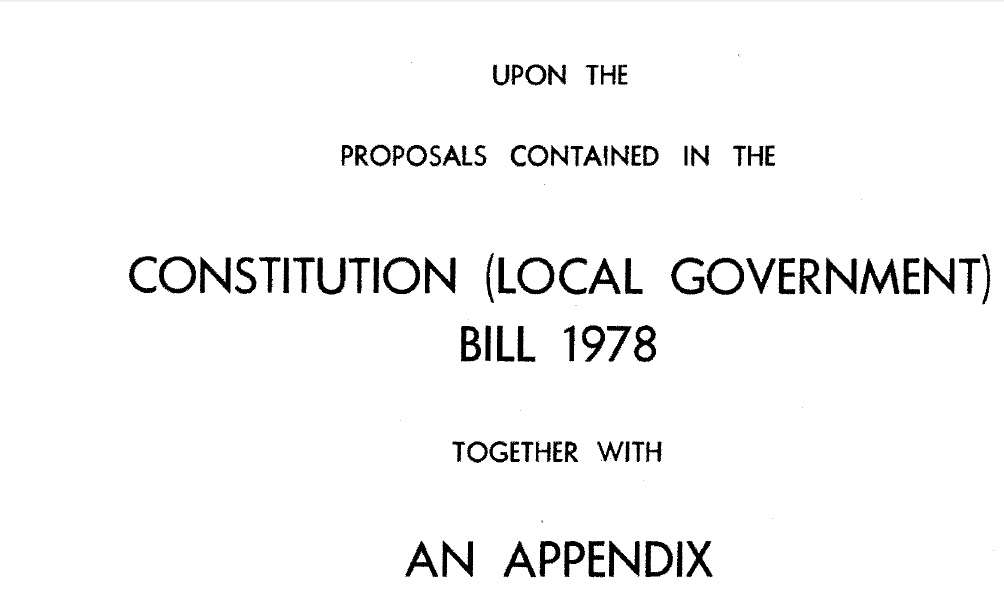 UPON THE
PROPOSALS CONTAINED IN THE
CONSTITUTION (LOCAL GOVERNMENT)
BILL 1978
TOGETHER WITH
AN APPENDIX